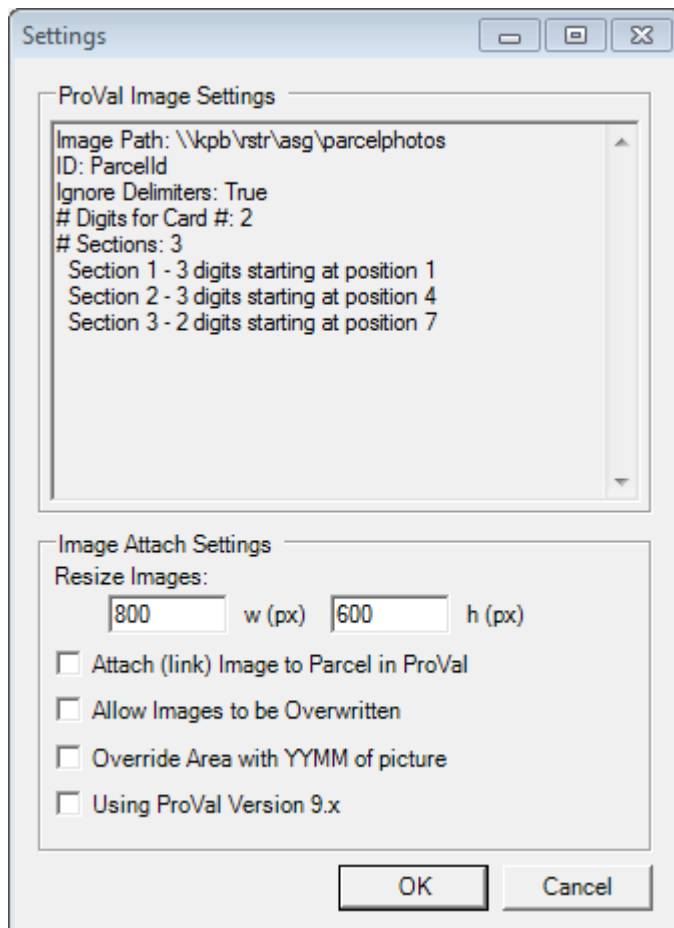 Settings
ProVal Image Settings
Image Path: \\kpb\rstr\asg\parcelphotos
ID: ParcelId
Ignore Delimiters: True
# Digits for Card #: 2
# Sections: 3
Section 1 - 3 digits starting at position 1
Section 2 - 3 digits starting at position 4
Section 3 - 2 digits starting at position 7
Image Attach Settings
Resize Images:
800 w (px) 600 h (px)
Attach (link) Image to Parcel in ProVal
Allow Images to be Overwritten
Override Area with YYMM of picture
Using ProVal Version 9.x
OK Cancel